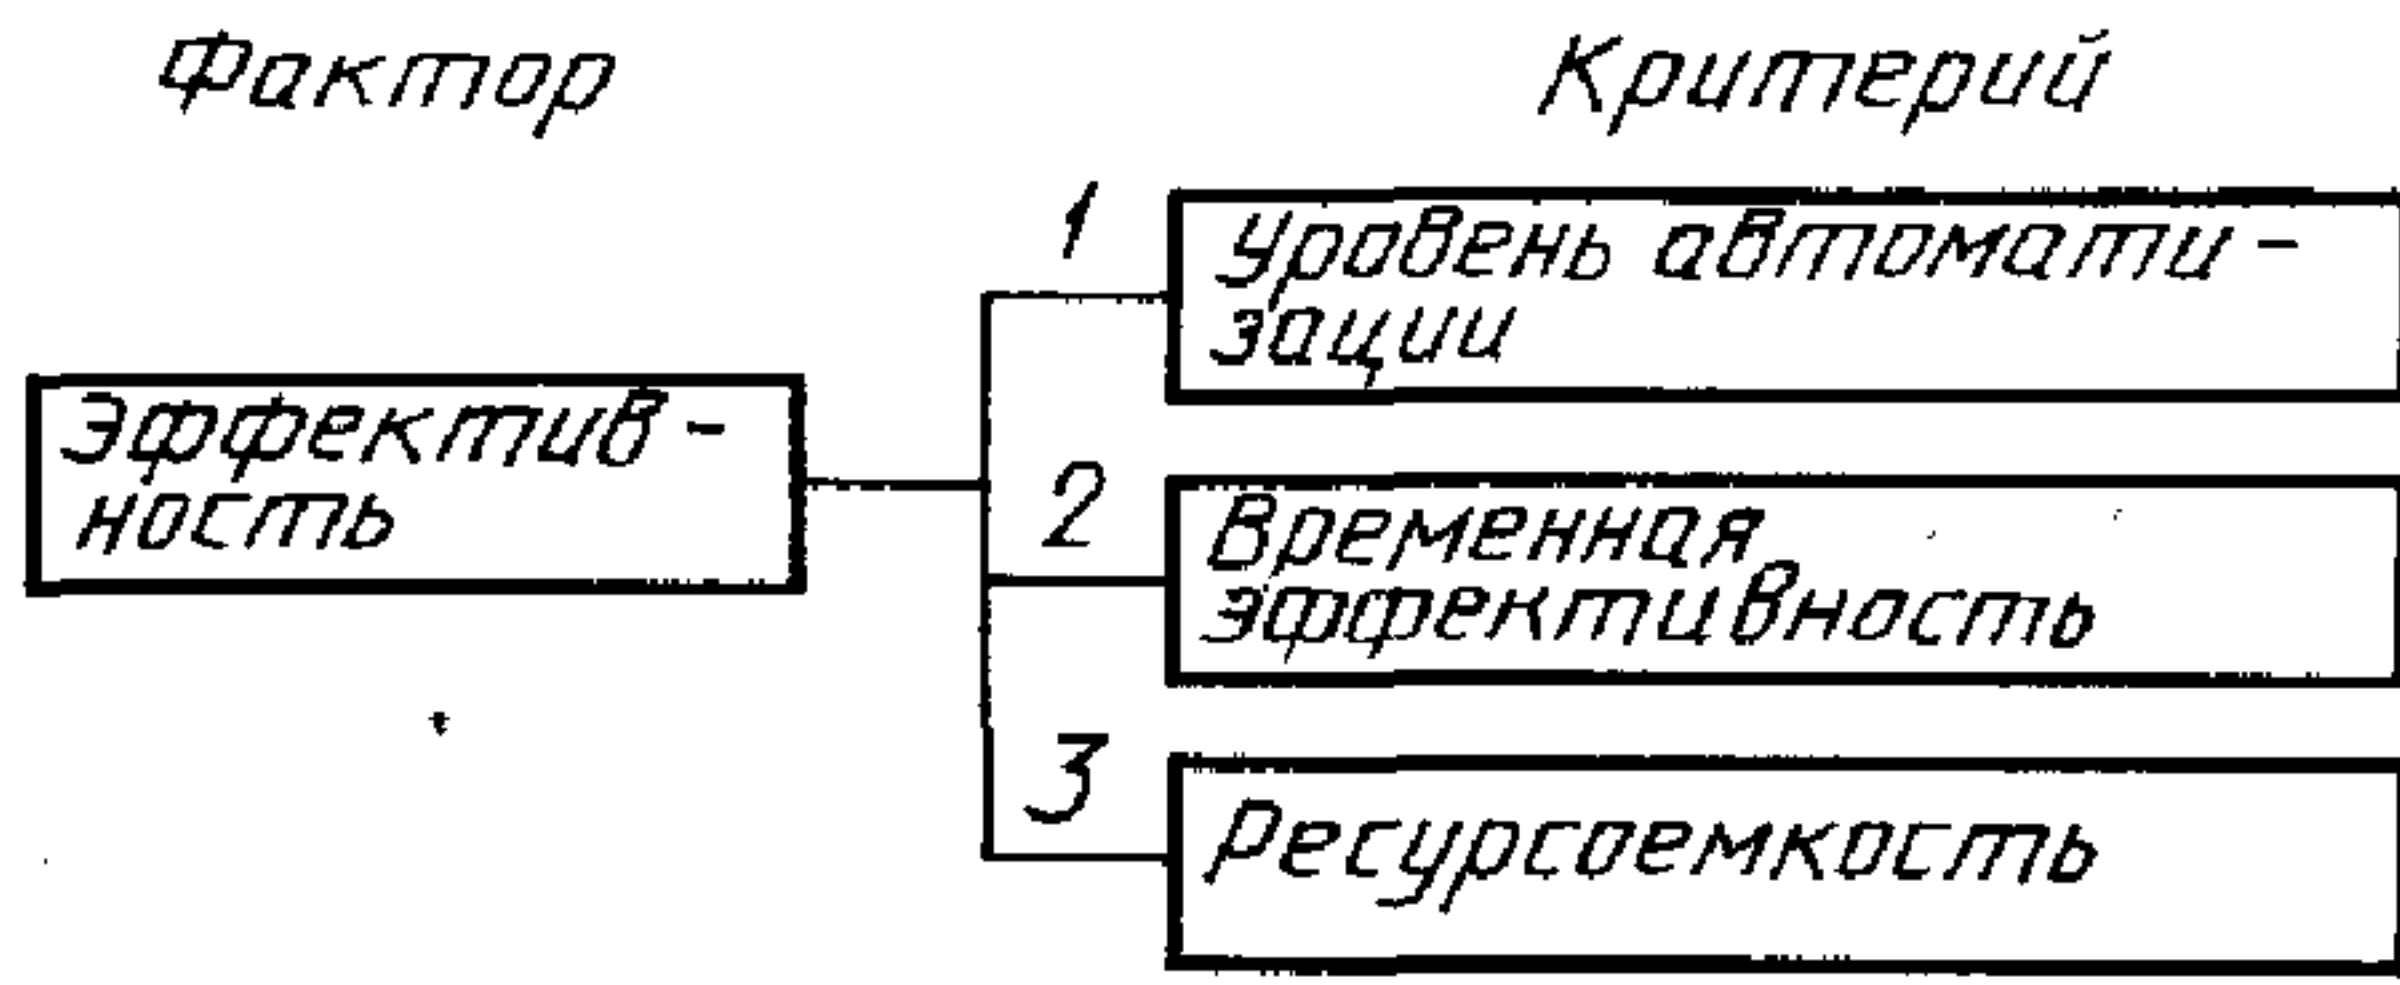 Фактор
Критерий
1
Уровень автомати-
зации
Эффектив-
ность
2
Временная
эффективность
3
Ресурсоемкость